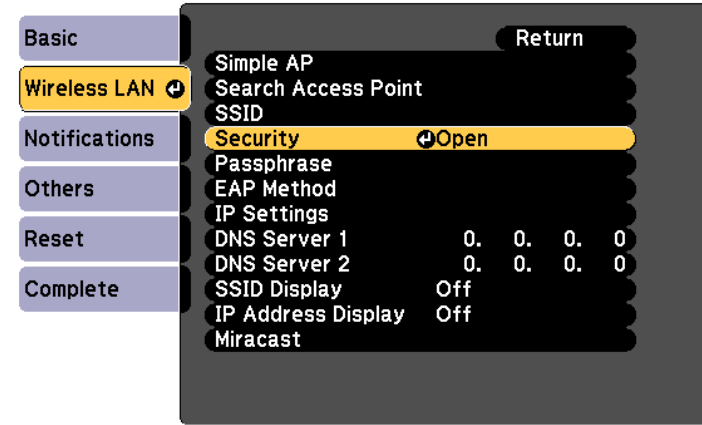 Basic
Wireless LAN
Notifications
Others
Reset
Complete
Return
Simple AP
Search Access Point
SSID
Security Open
Passphrase
EAP Method
IP Settings
DNS Server 1 0. 0. 0. 0
DNS Server 2 0. 0. 0. 0
SSID Display Off
IP Address Display Off
Miracast